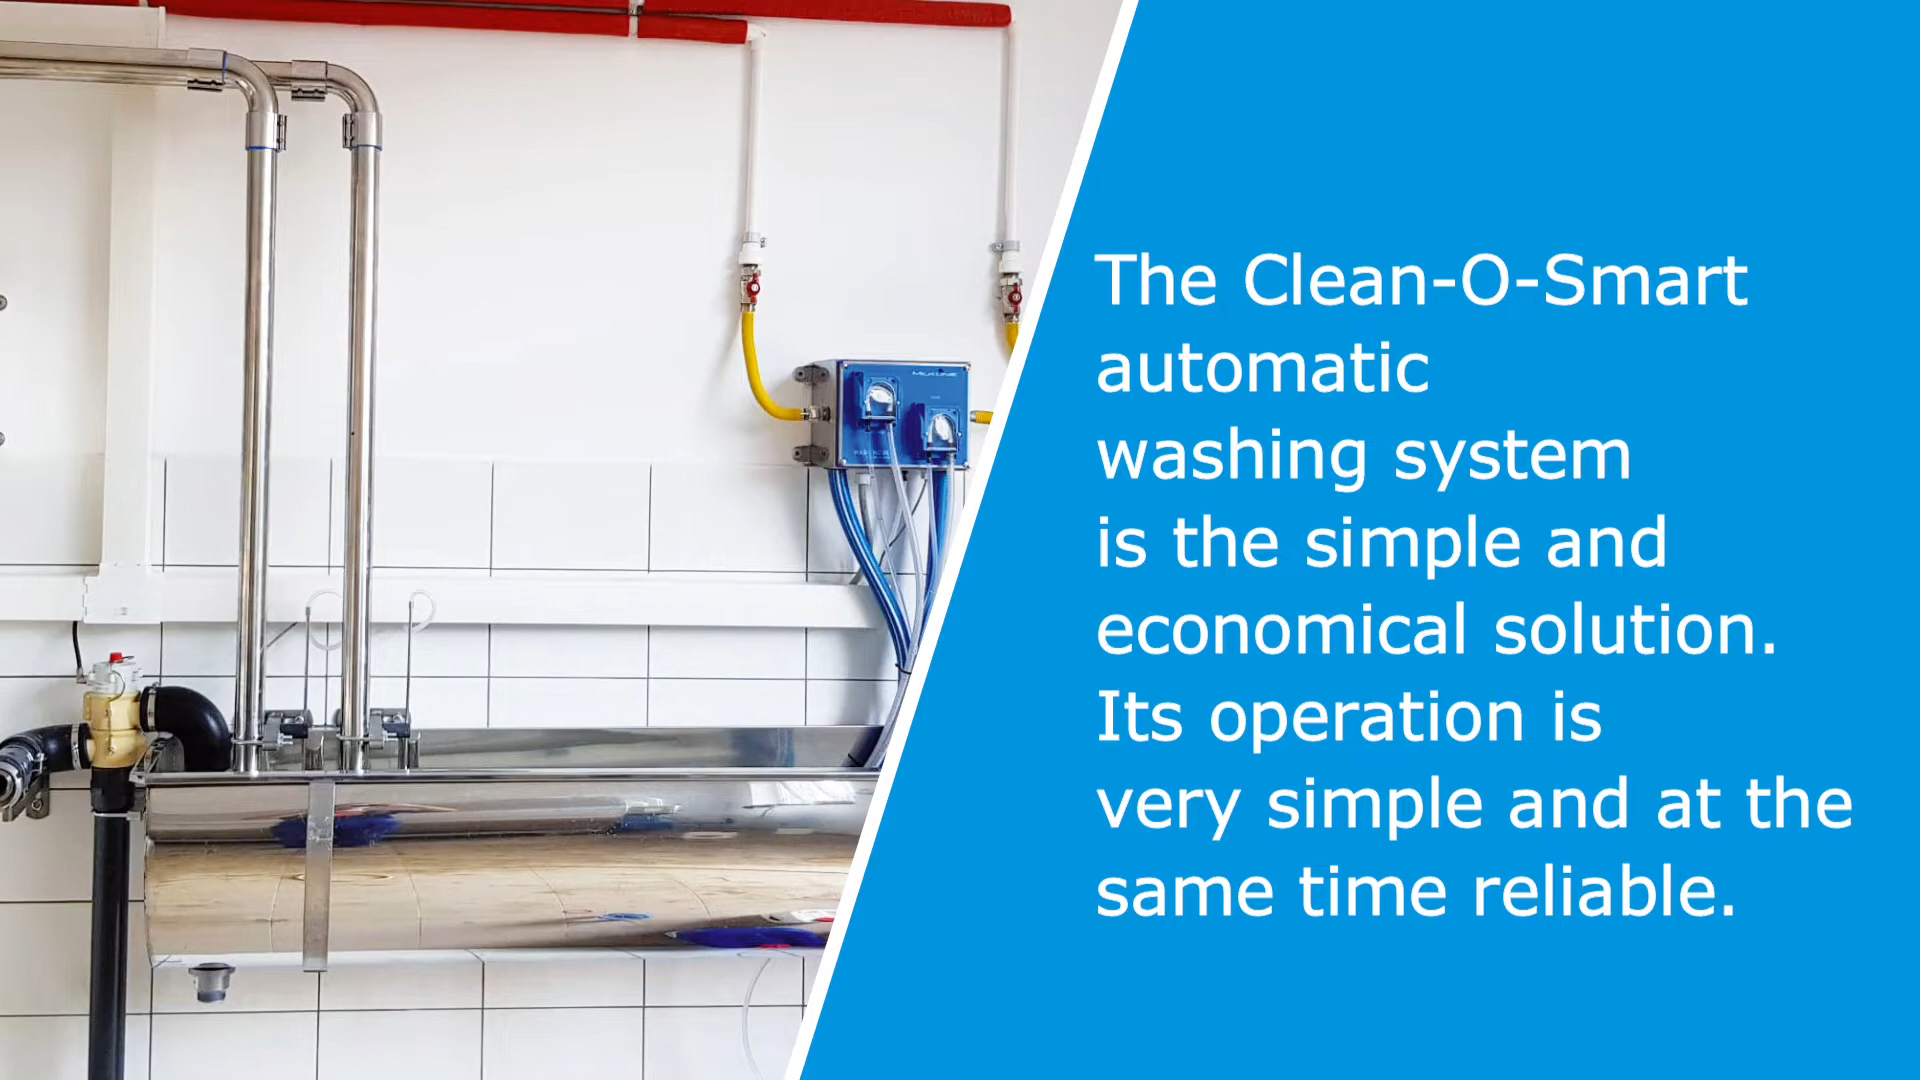 MILKLINE
The Clean-O-Smart
automatic
washing system
is the simple and
economical solution.
Its operation is
very simple and at the
same time reliable.